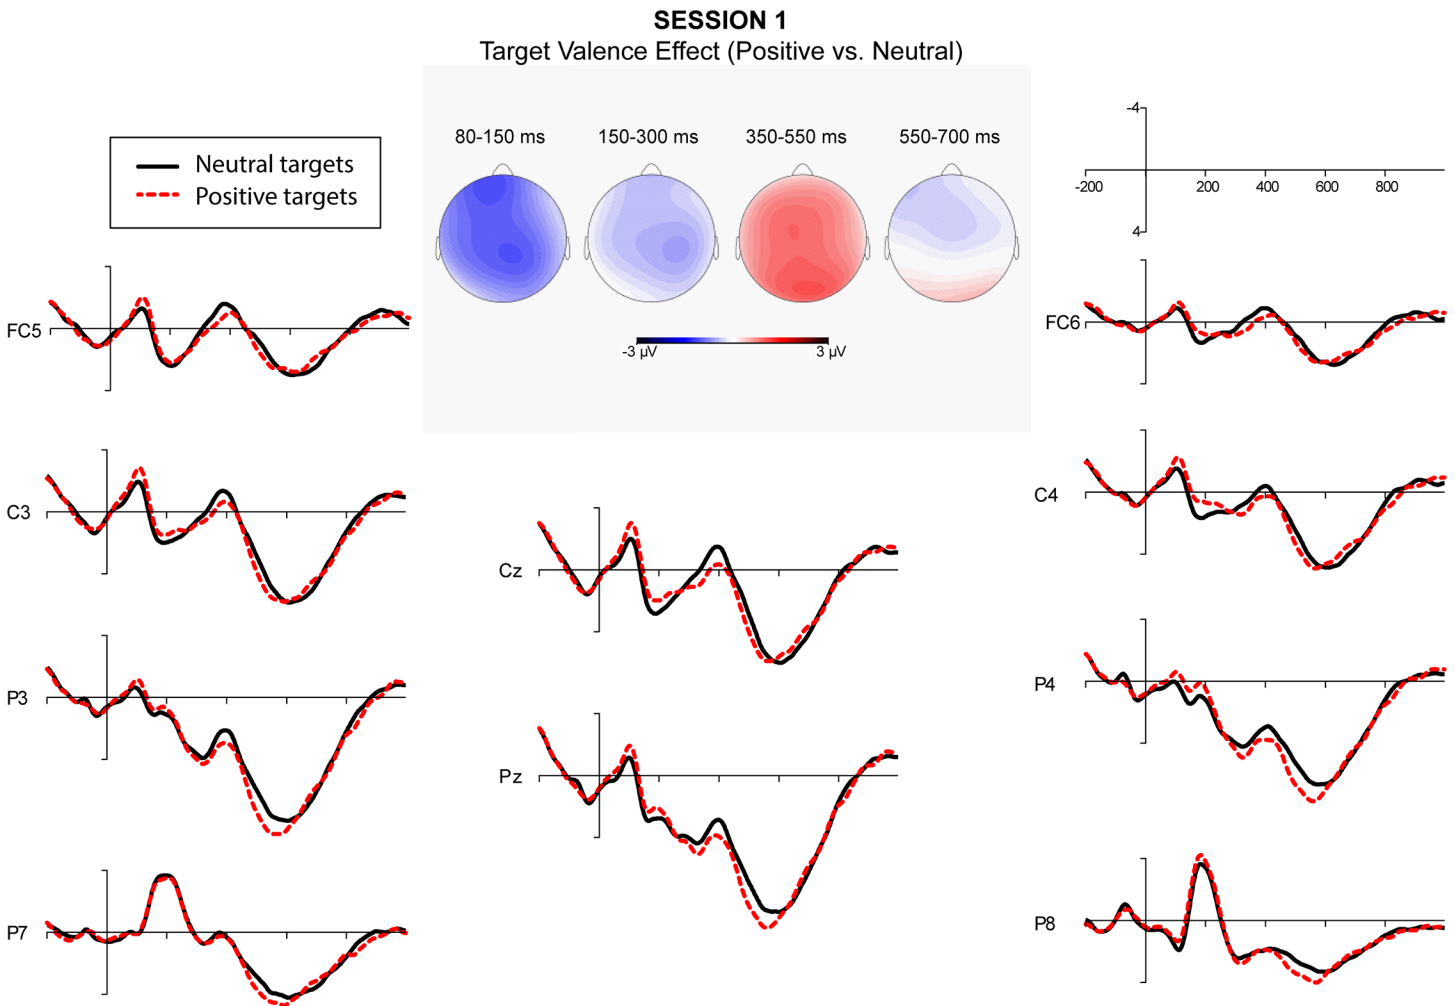 SESSION 1
Target Valence Effect (Positive vs. Neutral)
Neutral targets
Positive targets
80-150 ms
150-300 ms
350-550 ms
550-700 ms
-3 µV
3 µV
-4
-200
200
400
600
800
4
FC5
FC6
C3
Cz
C4
P3
Pz
P4
P7
P8